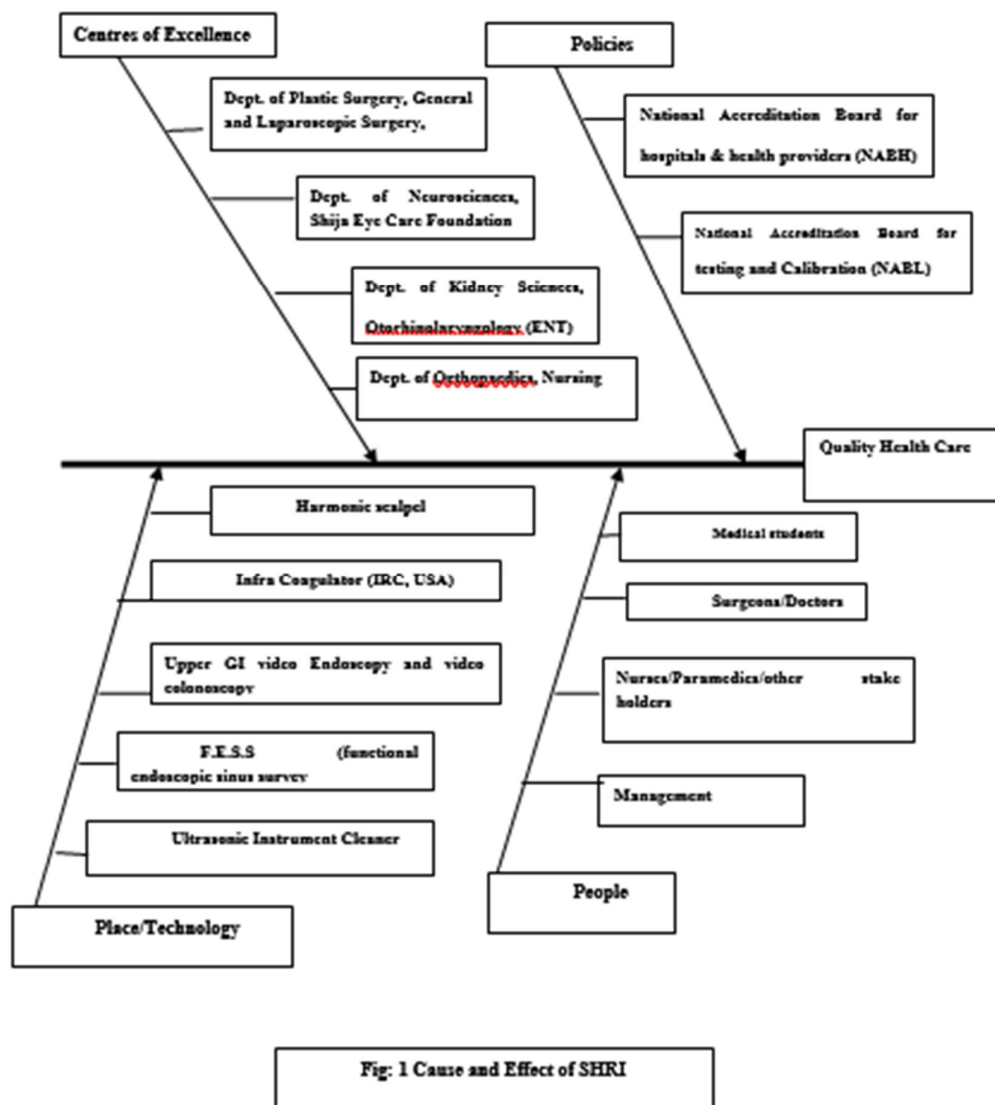 Centres of Excellence
Policies
Dept. of Plastic Surgery, General
and Laparoscopic Surgery,
National Accreditation Board for
hospitals & health providers (NABH)
Dept. of Neurosciences,
Shija Eye Care Foundation
National Accreditation Board for
testing and Calibration (NABL)
Dept. of Kidney Sciences,
Otorhinolaryngology (ENT)
Dept. of Orthopaedics, Nursing
Quality Health Care
Harmonic scalpel
Infra Coagulator (IRC, USA)
Upper GI video Endoscopy and video
colonoscopy
F.E.S.S (functional
endoscopic sinus survey
Ultrasonic Instrument Cleaner
Place/Technology
Medical students
Surgeons/Doctors
Nurses/Paramedics/other stake
holders
Management
People
Fig: 1 Cause and Effect of SHRI